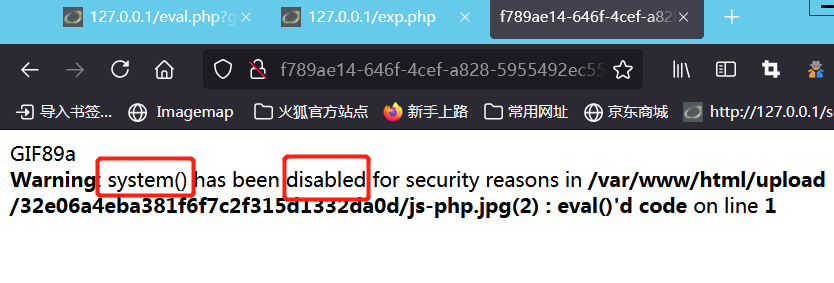 127.0.0.1/eval.php?g
127.0.0.1/exp.php
f789ae14-646f-4cef-a82
f789ae14-646f-4cef-a828-5955492ec55
导入书签...
Imagemap
火狐官方站点
新手上路
常用网址
京东商城
http://127.0.0.1/s
GIF89a
Warning: system() has been disabled for security reasons in /var/www/html/upload
/32e06a4eba381f6f7c2f315d1332da0d/js-php.jpg(2) : eval()'d code on line 1